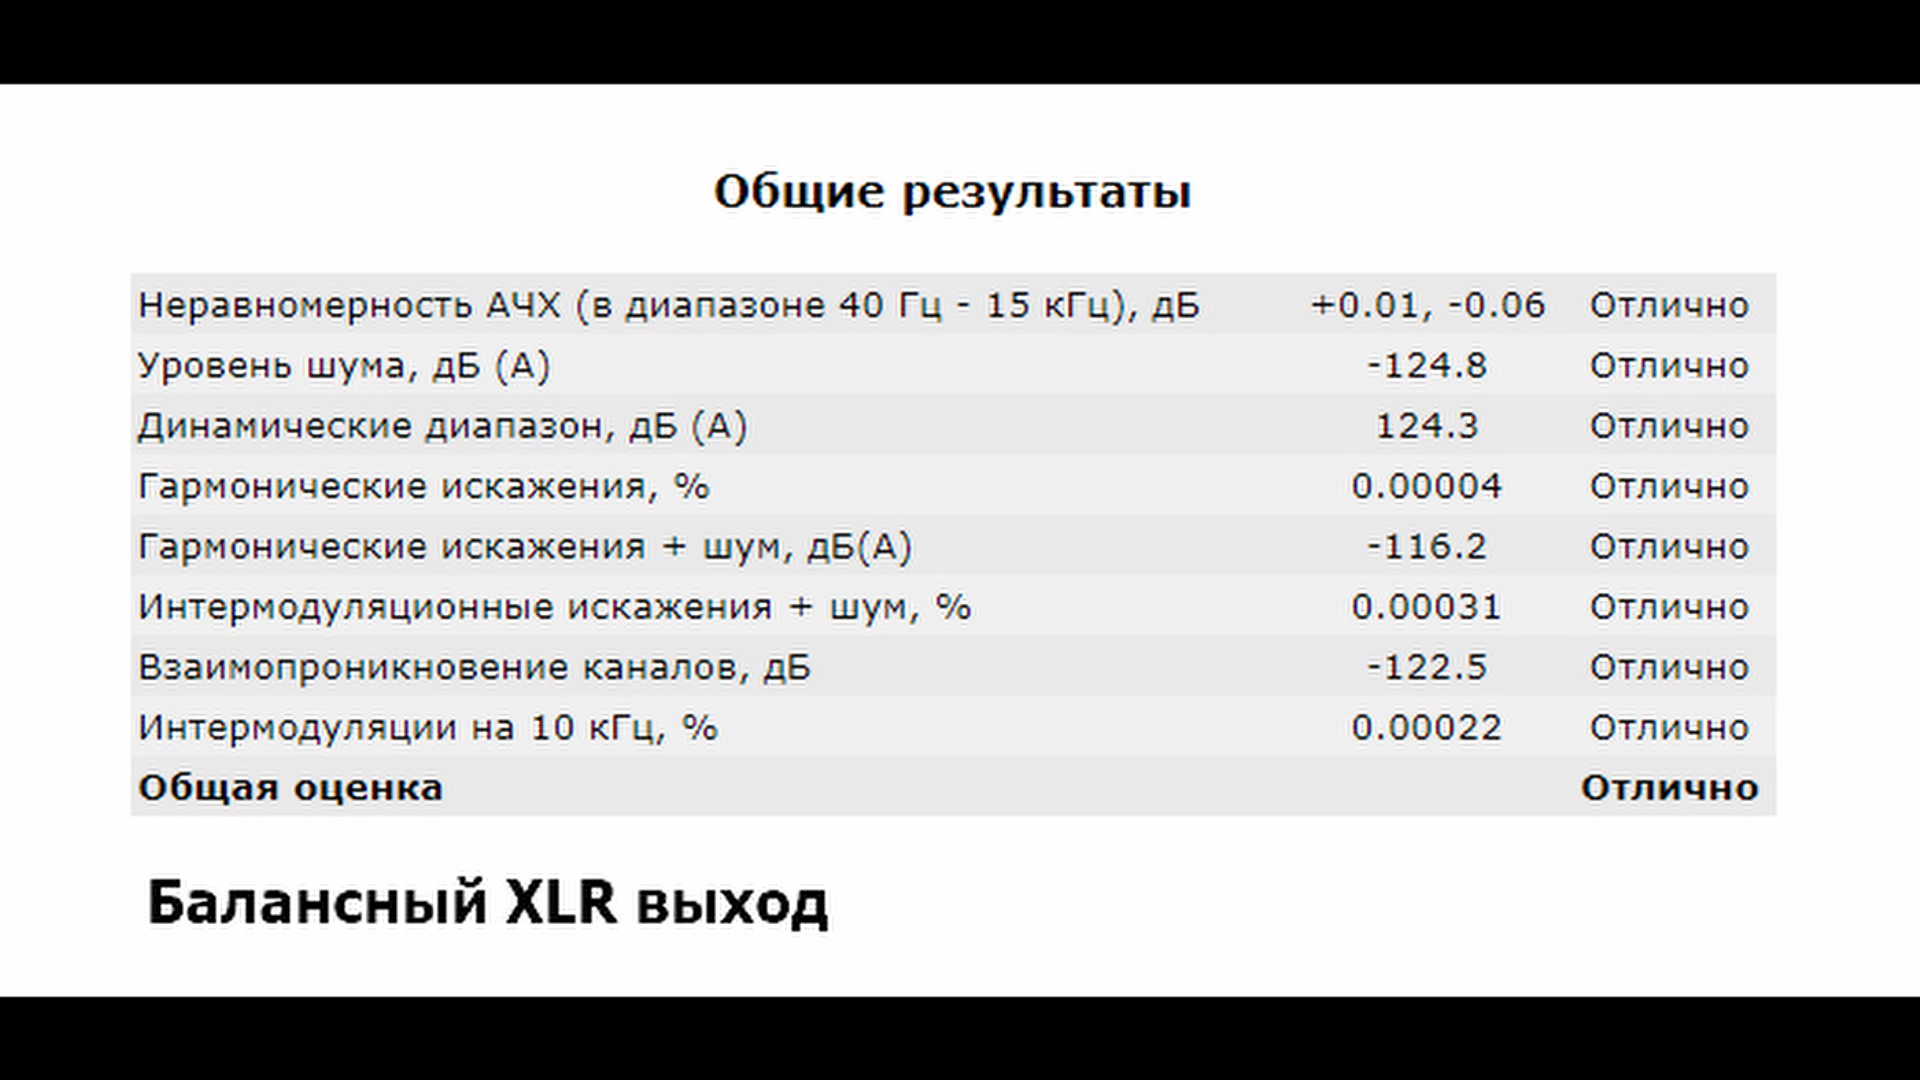 Общие результаты
Неравномерность АЧХ (в диапазоне 40 Гц - 15 кГц), дБ +0.01, -0.06 Отлично
Уровень шума, дБ (А) -124.8 Отлично
Динамические диапазон, дБ (А) 124.3 Отлично
Гармонические искажения, % 0.00004 Отлично
Гармонические искажения + шум, дБ(А) -116.2 Отлично
Интермодуляционные искажения + шум, % 0.00031 Отлично
Взаимопроникновение каналов, дБ -122.5 Отлично
Интермодуляции на 10 кГц, % 0.00022 Отлично
Общая оценка Отлично
Балансный XLR выход